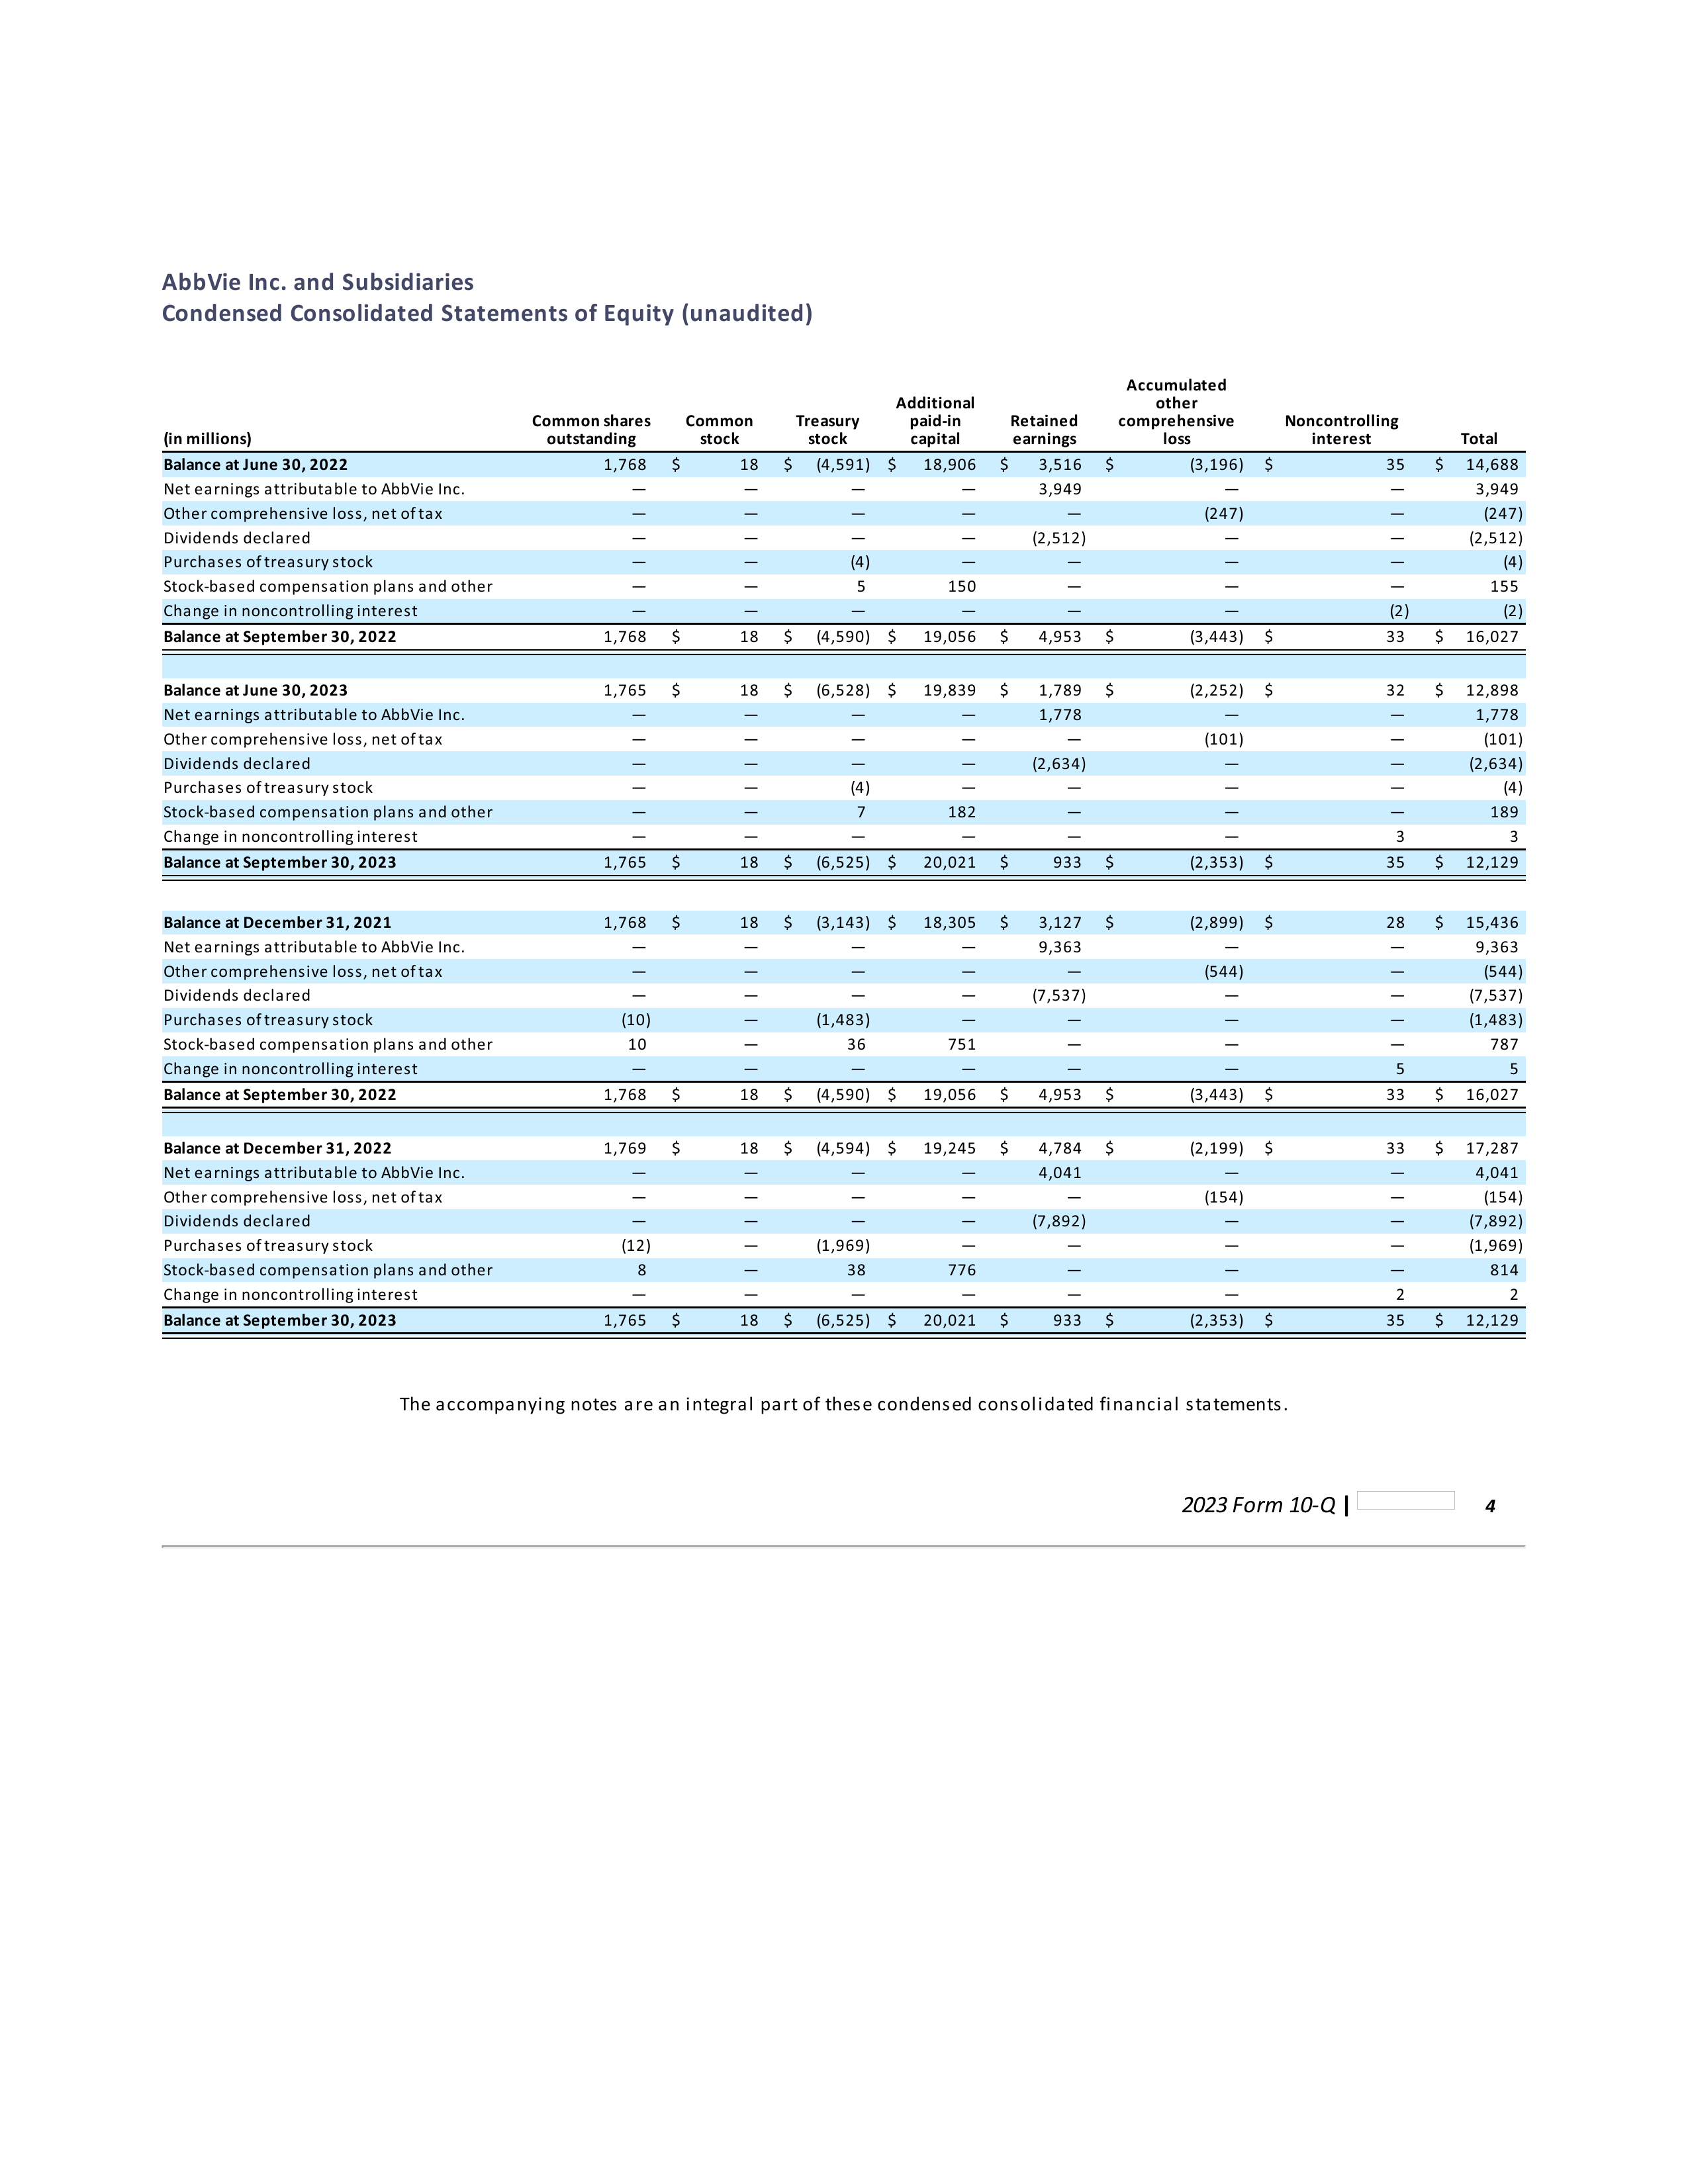 AbbVie Inc. and Subsidiaries
Condensed Consolidated Statements of Equity (unaudited)
(in millions) Common shares outstanding Common stock Treasury stock Additional paid-in capital Retained earnings Accumulated other comprehensive loss Noncontrolling interest Total
Balance at June 30, 2022 1,768 $ 18 $ (4,591) $ 18,906 $ 3,516 $ (3,196) $ 35 $ 14,688
Net earnings attributable to AbbVie Inc. — — — — 3,949 — — 3,949
Other comprehensive loss, net of tax — — — — — (247) — (247)
Dividends declared — — — — (2,512) — — (2,512)
Purchases of treasury stock — — (4) — — — — (4)
Stock-based compensation plans and other — — 5 150 — — — 155
Change in noncontrolling interest — — — — — — (2) (2)
Balance at September 30, 2022 1,768 $ 18 $ (4,590) $ 19,056 $ 4,953 $ (3,443) $ 33 $ 16,027
Balance at June 30, 2023 1,765 $ 18 $ (6,528) $ 19,839 $ 1,789 $ (2,252) $ 32 $ 12,898
Net earnings attributable to AbbVie Inc. — — — — 1,778 — — 1,778
Other comprehensive loss, net of tax — — — — — (101) — (101)
Dividends declared — — — — (2,634) — — (2,634)
Purchases of treasury stock — — (4) — — — — (4)
Stock-based compensation plans and other — — 7 182 — — — 189
Change in noncontrolling interest — — — — — — 3 3
Balance at September 30, 2023 1,765 $ 18 $ (6,525) $ 20,021 $ 933 $ (2,353) $ 35 $ 12,129
Balance at December 31, 2021 1,768 $ 18 $ (3,143) $ 18,305 $ 3,127 $ (2,899) $ 28 $ 15,436
Net earnings attributable to AbbVie Inc. — — — — 9,363 — — 9,363
Other comprehensive loss, net of tax — — — — — (544) — (544)
Dividends declared — — — — (7,537) — — (7,537)
Purchases of treasury stock (10) — (1,483) — — — — (1,483)
Stock-based compensation plans and other 10 — 36 751 — — — 787
Change in noncontrolling interest — — — — — — 5 5
Balance at September 30, 2022 1,768 $ 18 $ (4,590) $ 19,056 $ 4,953 $ (3,443) $ 33 $ 16,027
Balance at December 31, 2022 1,769 $ 18 $ (4,594) $ 19,245 $ 4,784 $ (2,199) $ 33 $ 17,287
Net earnings attributable to AbbVie Inc. — — — — 4,041 — — 4,041
Other comprehensive loss, net of tax — — — — — (154) — (154)
Dividends declared — — — — (7,892) — — (7,892)
Purchases of treasury stock (12) — (1,969) — — — — (1,969)
Stock-based compensation plans and other 8 — 38 776 — — — 814
Change in noncontrolling interest — — — — — — 2 2
Balance at September 30, 2023 1,765 $ 18 $ (6,525) $ 20,021 $ 933 $ (2,353) $ 35 $ 12,129
The accompanying notes are an integral part of these condensed consolidated financial statements.
2023 Form 10-Q | 4